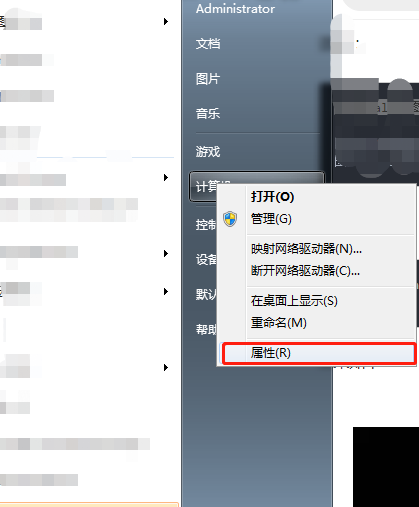 Administrator
文档
图片
音乐
游戏
计算机
打开(O)
管理(G)
映射网络驱动器(N)...
断开网络驱动器(C)...
在桌面上显示(S)
重命名(M)
属性(R)
控制
设备
默认
帮助